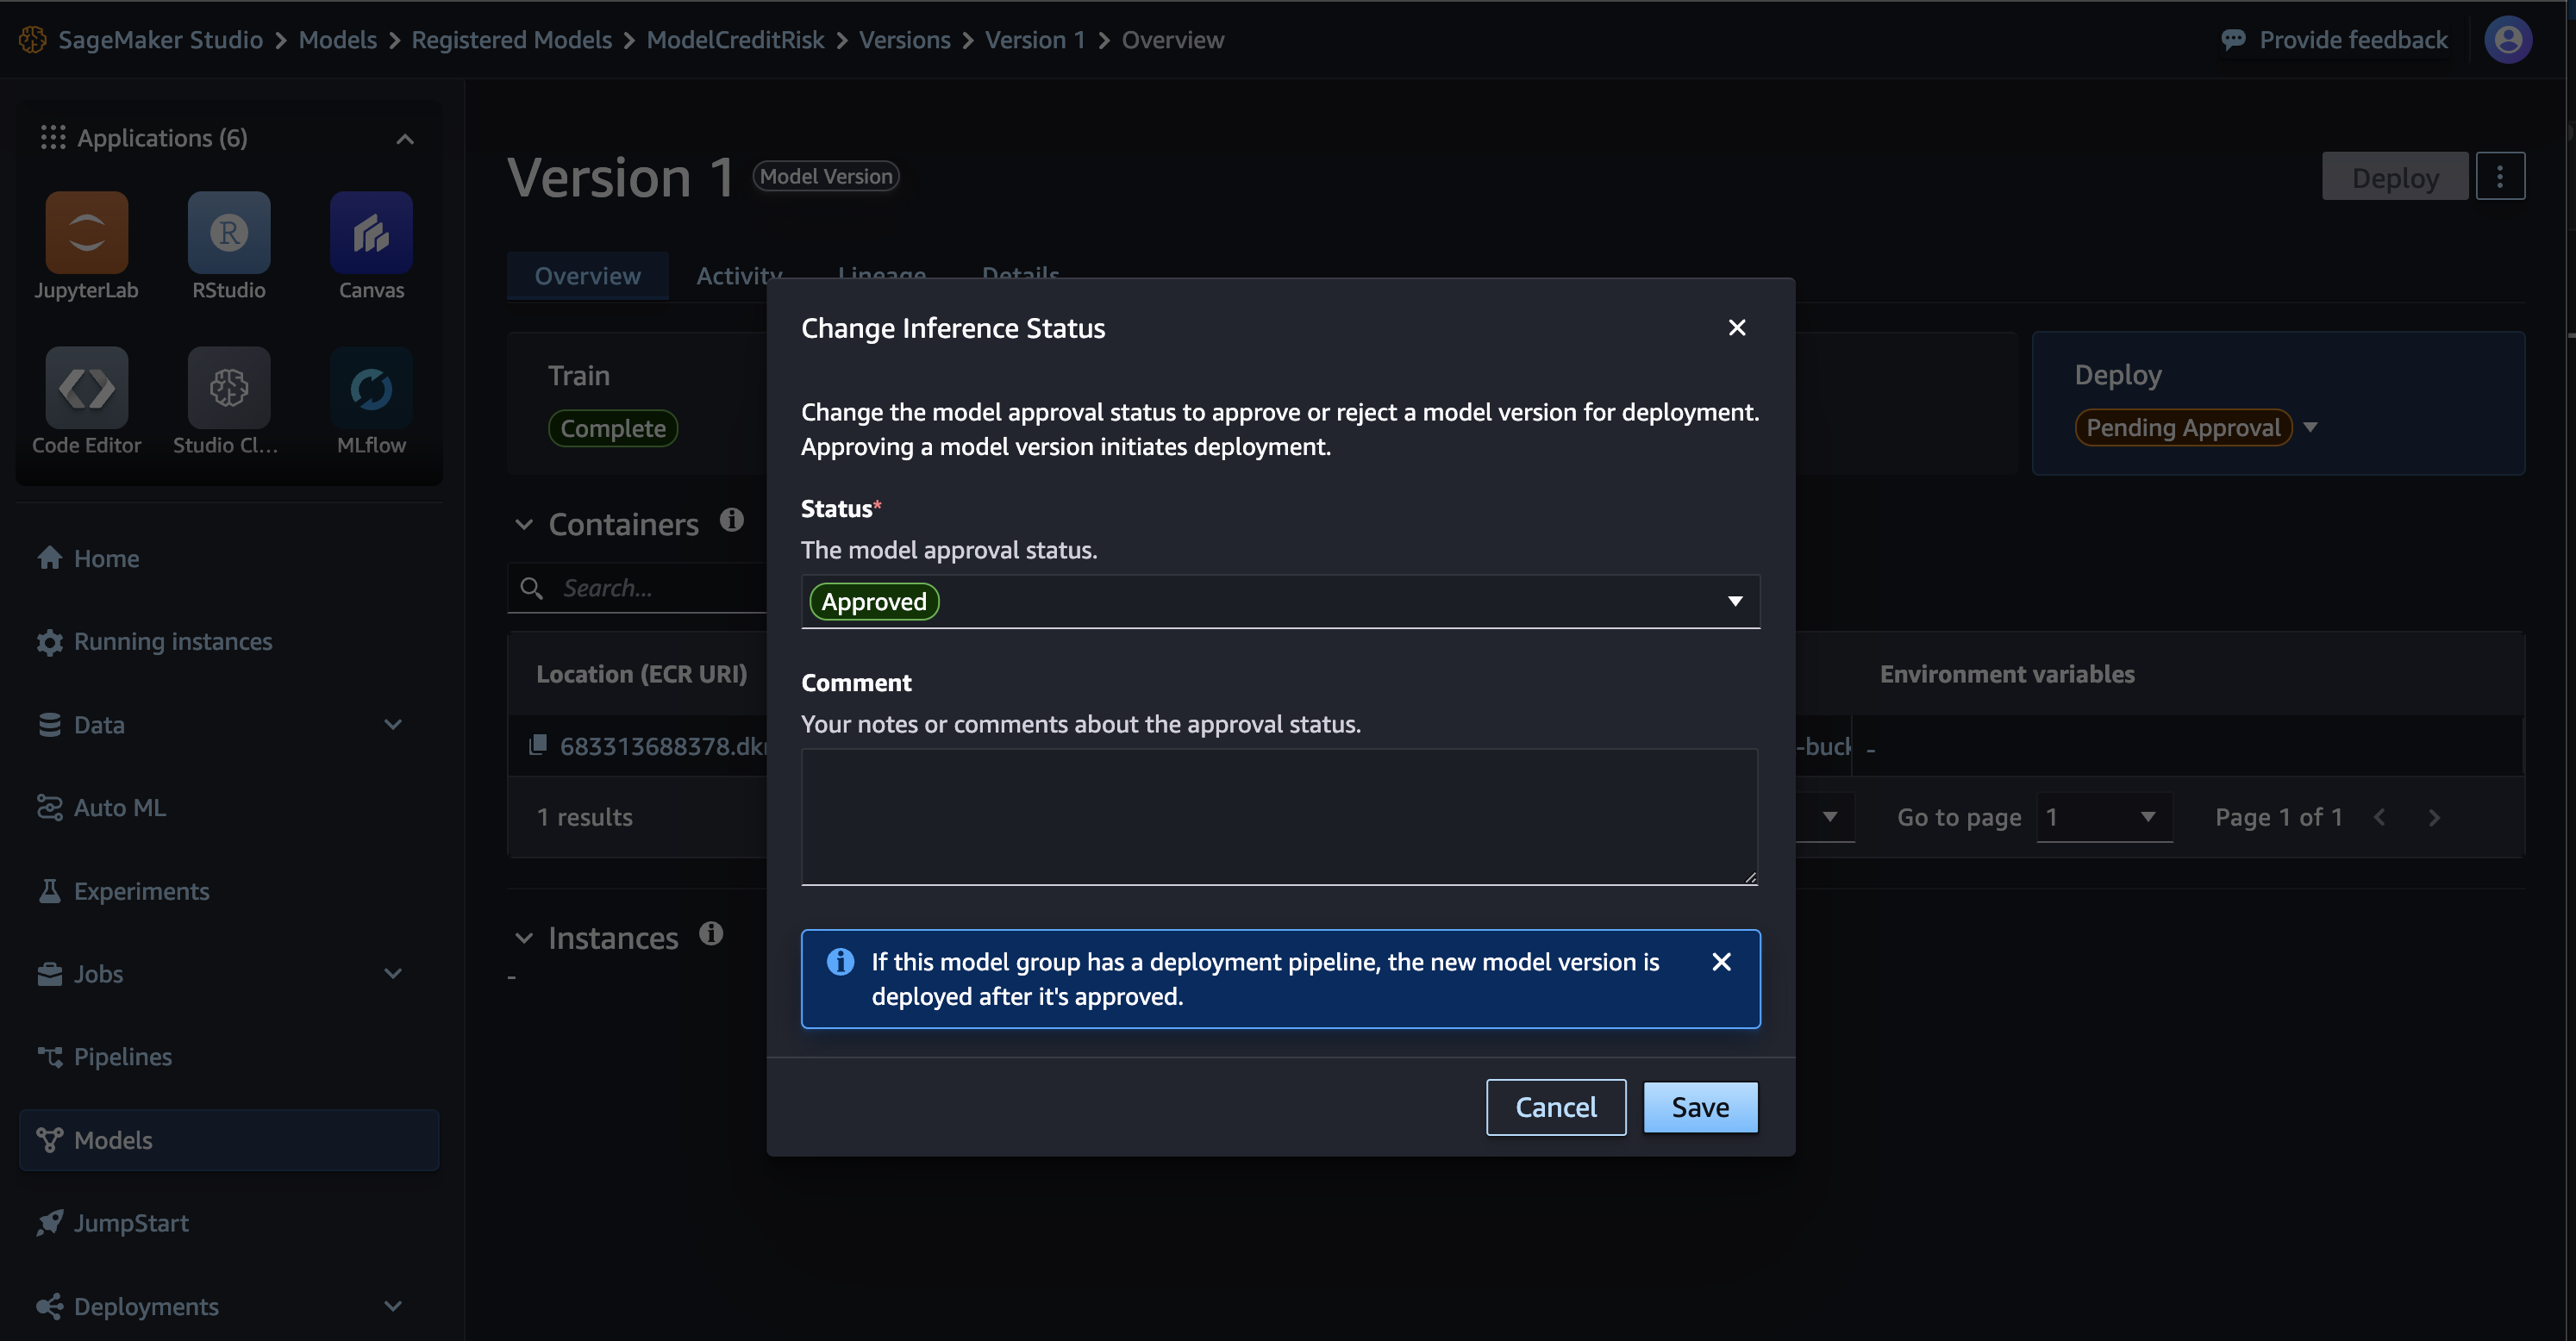 SageMaker Studio > Models > Registered Models > ModelCreditRisk > Versions > Version 1 > Overview
Provide feedback
Applications (6)
JupyterLab
RStudio
Canvas
Code Editor
Studio Cl...
MLflow
Home
Running instances
Data
Auto ML
Experiments
Jobs
Pipelines
Models
JumpStart
Deployments
Version 1 Model Version
Deploy
Overview Activity Lineage Details
Train
Complete
Deploy
Pending Approval
Containers
Search...
Location (ECR URI)
Environment variables
683313688378.dkr
-buck
-
1 results
Go to page 1 Page 1 of 1
Instances
-
Change Inference Status
Change the model approval status to approve or reject a model version for deployment.
Approving a model version initiates deployment.
Status*
The model approval status.
Approved
Comment
Your notes or comments about the approval status.
If this model group has a deployment pipeline, the new model version is
deployed after it's approved.
Cancel
Save